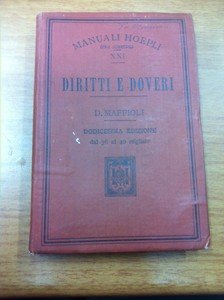 MANUALI HOEPLI
XXI
DIRITTI E DOVERI
D. MAFFIOLI
DODICESIMA EDIZIONE
dal 36 al 40 migliaio